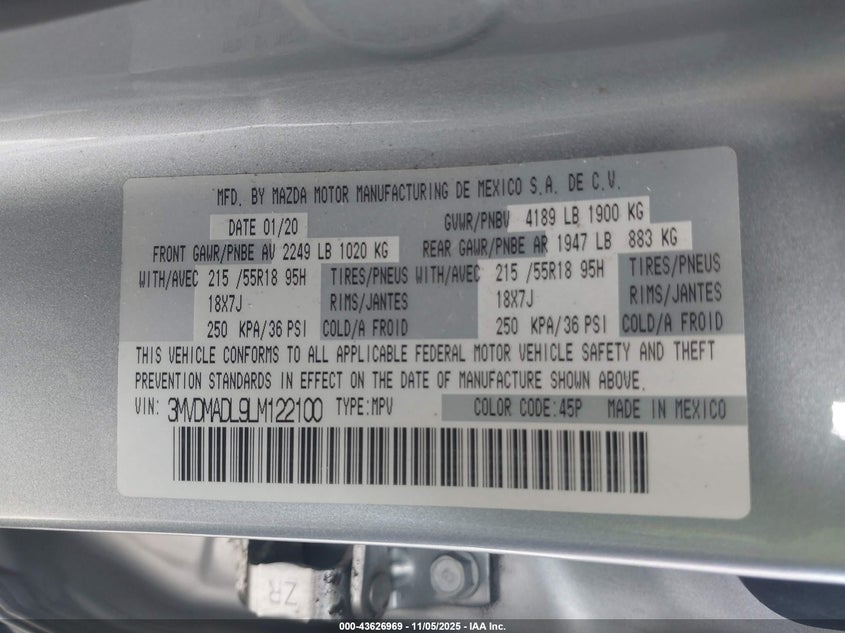 MFD. BY MAZDA MOTOR MANUFACTURING DE MEXICO S.A. DE C.V.
DATE 01/20 GVWR/PNBV 4189 LB 1900 KG
FRONT GAWR/PNBE AV 2249 LB 1020 KG REAR GAWR/PNBE AR 1947 LB 883 KG
WITH/AVEC 215 /55R18 95H TIRES/PNEUS WITH/AVEC 215 /55R18 95H TIRES/PNEUS
18X7J RIMS/JANTES 18X7J RIMS/JANTES
250 KPA/36 PSI COLD/A FROID 250 KPA/36 PSI COLD/A FROID
THIS VEHICLE CONFORMS TO ALL APPLICABLE FEDERAL MOTOR VEHICLE SAFETY AND THEFT
PREVENTION STANDARDS IN EFFECT ON THE DATE OF MANUFACTURE SHOWN ABOVE.
VIN: 3MVDMADL9LM122100 TYPE:MPV COLOR CODE:45P MADE IN MEXICO
ZR
000-43626969 - 11/05/2025 - IAA Inc.